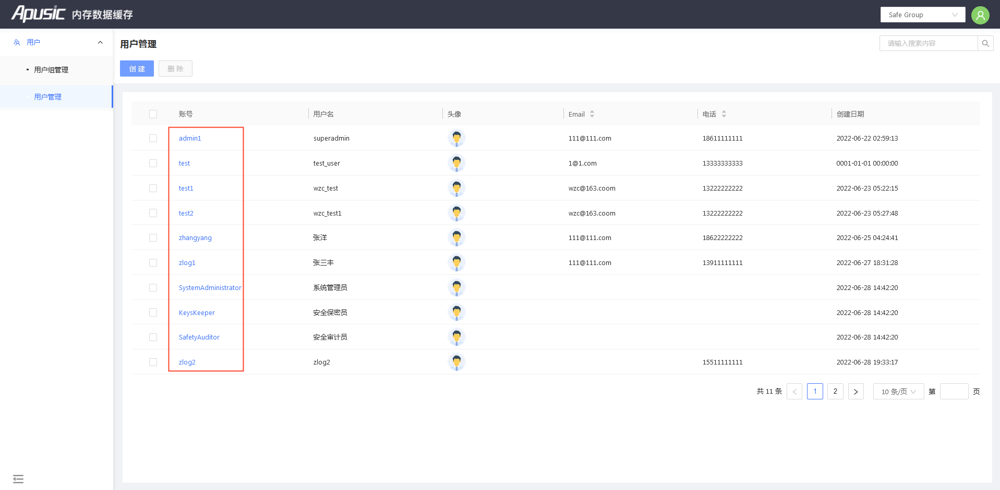 Apusic 内存数据缓存
Safe Group
用户
用户组管理
用户管理
用户管理
请输入搜索内容
创 建
删 除
账号 用户名 头像 Email 电话 创建日期
admin1 superadmin 111@111.com 18611111111 2022-06-22 02:59:13
test test_user 1@1.com 13333333333 0001-01-01 00:00:00
test1 wzc_test wzc@163.coom 13222222222 2022-06-23 05:22:15
test2 wzc_test1 wzc@163.coom 13222222222 2022-06-23 05:27:48
zhangyang 张洋 111@111.com 18622222222 2022-06-25 04:24:41
zlog1 张三丰 111@111.com 13911111111 2022-06-27 18:31:28
SystemAdministrator 系统管理员 2022-06-28 14:42:20
KeysKeeper 安全保密员 2022-06-28 14:42:20
SafetyAuditor 安全审计员 2022-06-28 14:42:20
zlog2 zlog2 15511111111 2022-06-28 19:33:17
共 11 条 < 1 2 > 10 条/页 第 页